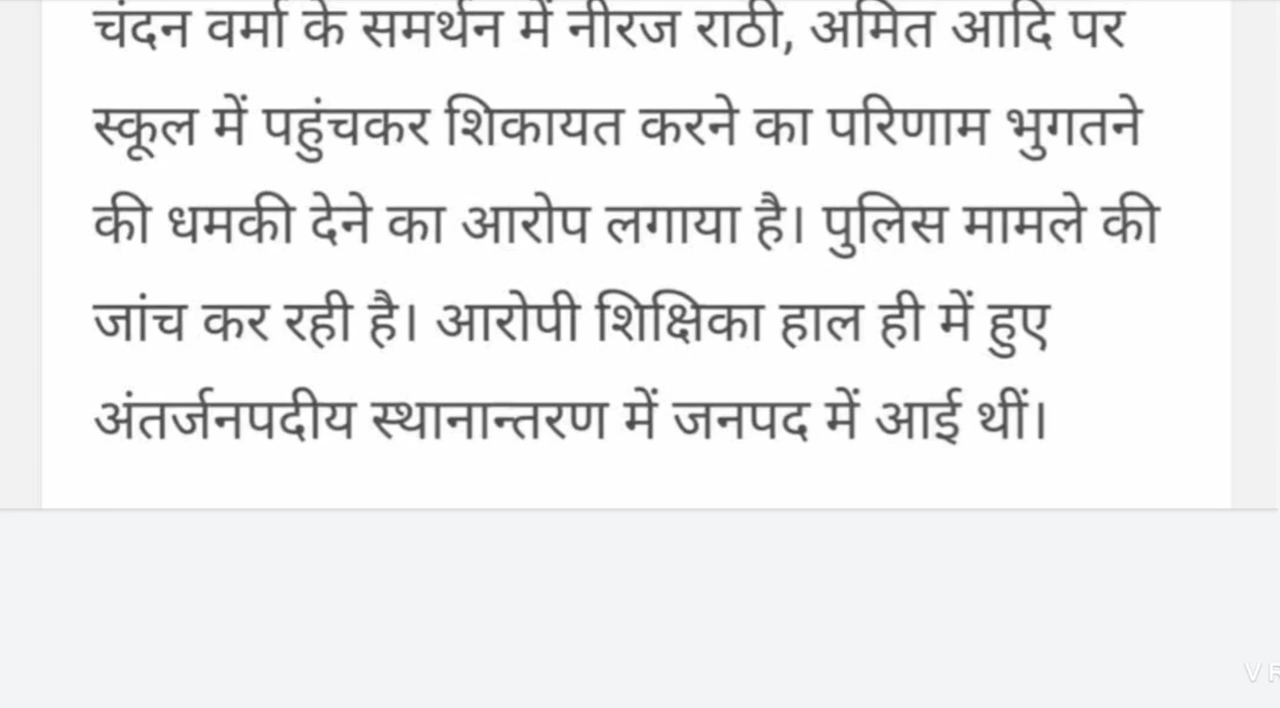 चंदन वर्मा के समर्थन में नीरज राठी, अमित आदि पर
स्कूल में पहुंचकर शिकायत करने का परिणाम भुगतने
की धमकी देने का आरोप लगाया है। पुलिस मामले की
जांच कर रही है। आरोपी शिक्षिका हाल ही में हुए
अंतर्जनपदीय स्थानान्तरण में जनपद में आई थीं।
VR